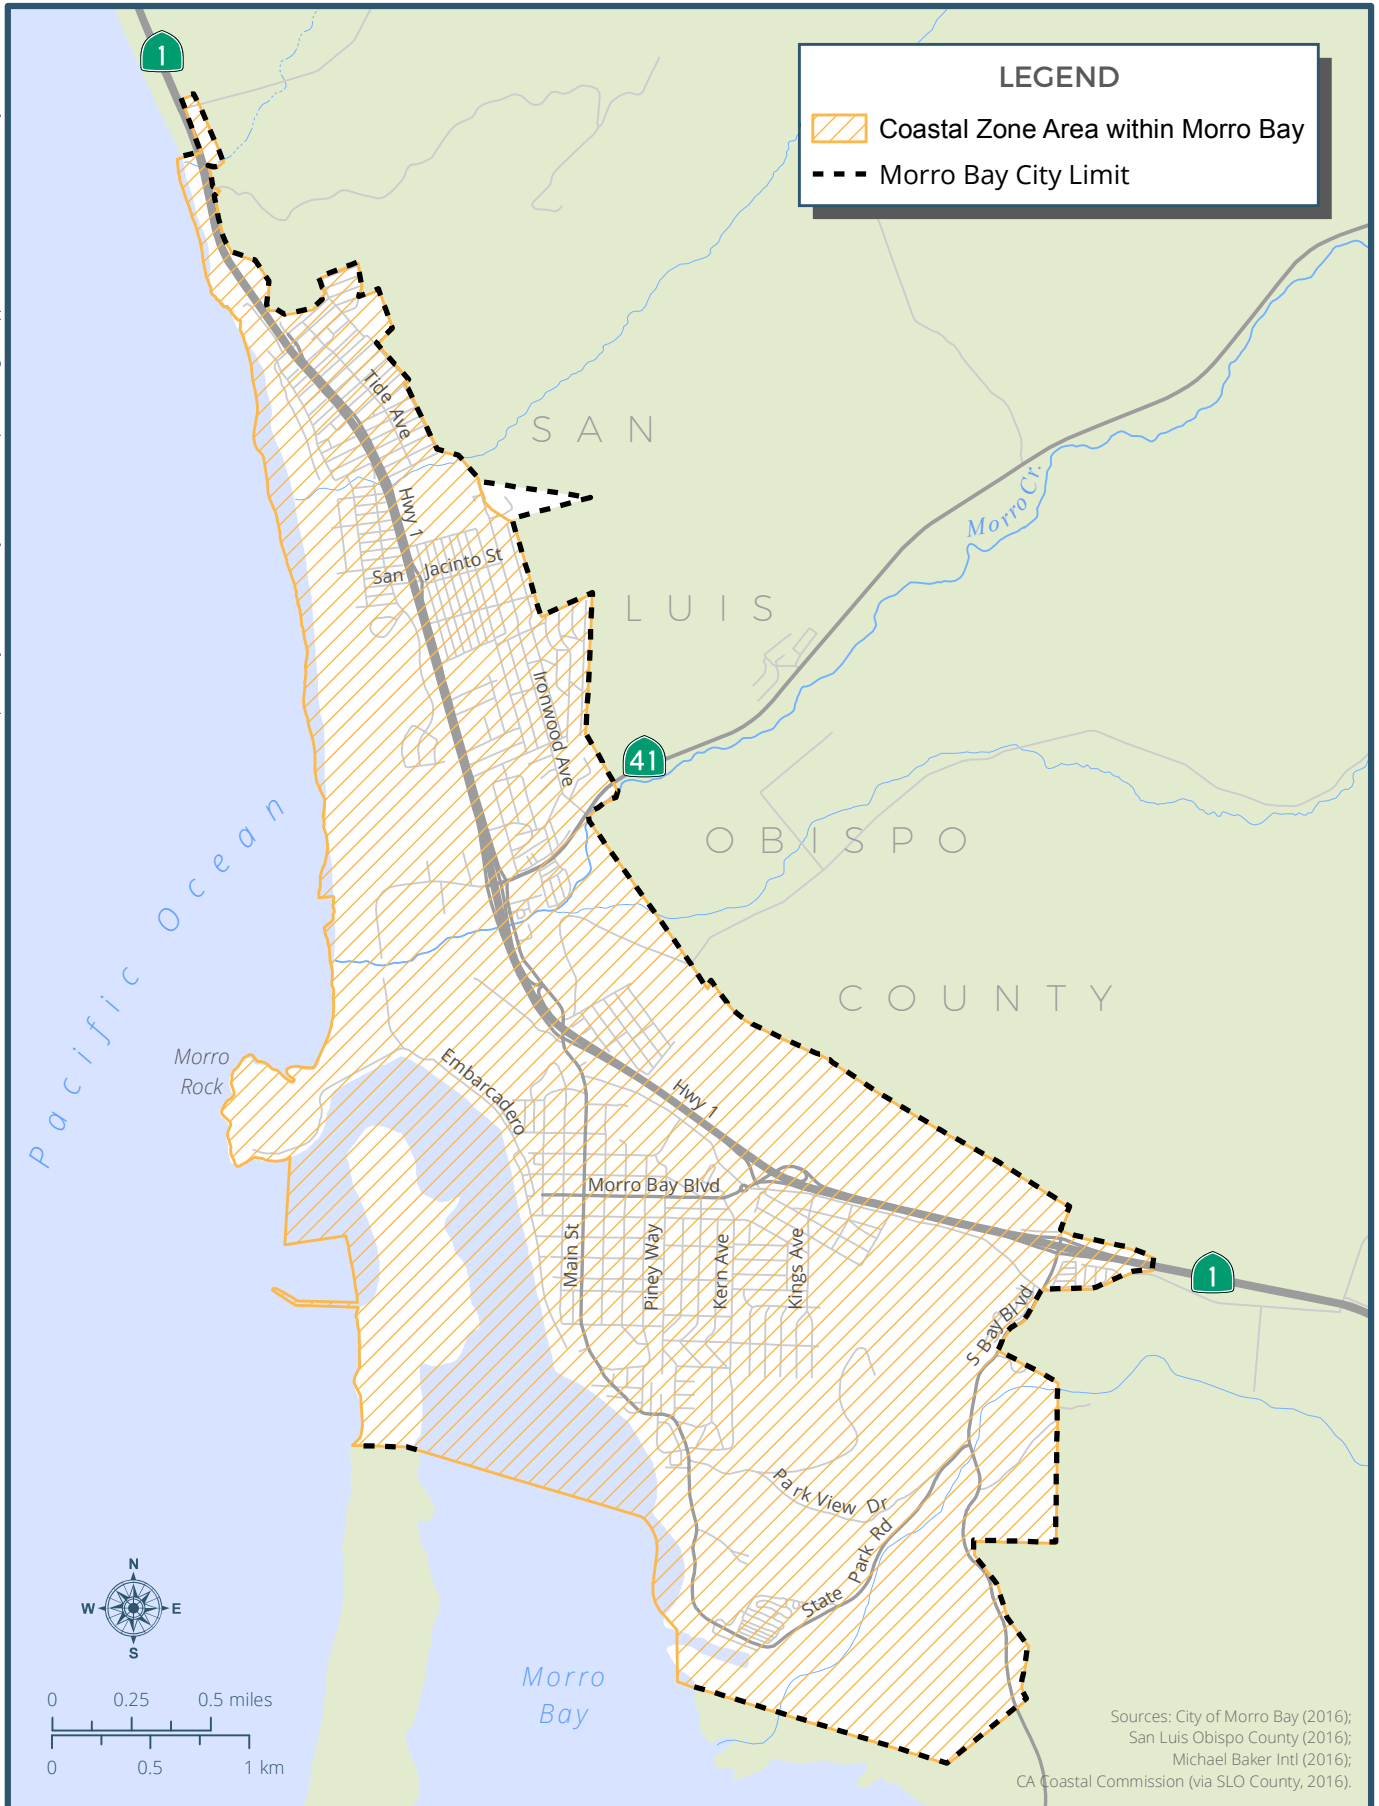 1
LEGEND
Coastal Zone Area within Morro Bay
Morro Bay City Limit
Tide Ave
SAN
Hwy 1
Morro Cr.
San Jacinto St
LUIS
Ironwood Ave
41
OBISPO
Pacific Ocean
COUNTY
Morro
Rock
Embarcadero
Hwy 1
Morro Bay Blvd
Main St
Piney Way
Kern Ave
Kings Ave
1
S Bay Blvd
Park View Dr
State Park Rd
N
W E
S
Morro
Bay
0 0.25 0.5 miles
0 0.5 1 km
Sources: City of Morro Bay (2016);
San Luis Obispo County (2016);
Michael Baker Intl (2016);
CA Coastal Commission (via SLO County, 2016).